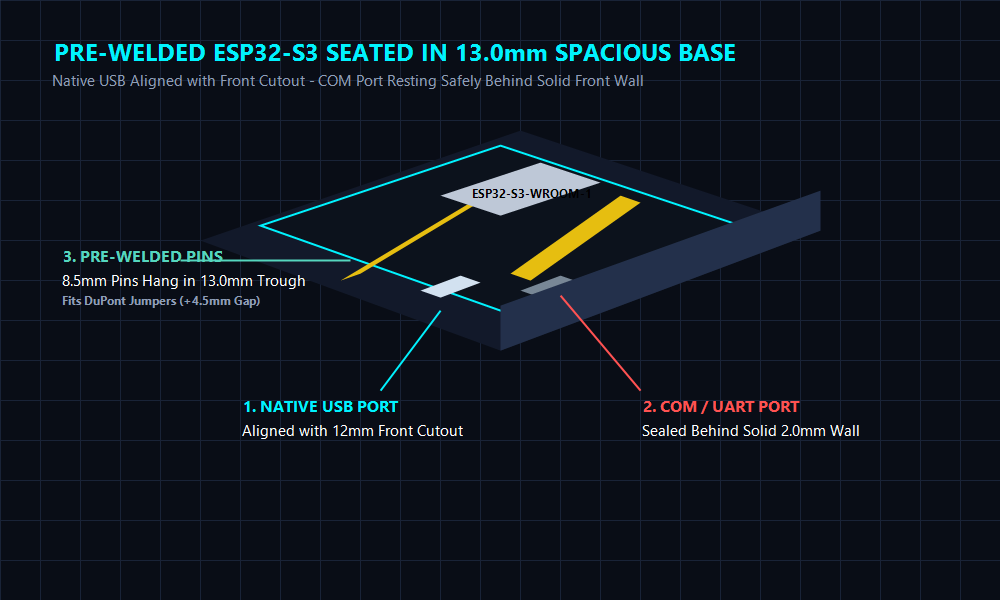 PRE-WELDED ESP32-S3 SEATED IN 13.0mm SPACIOUS BASE
Native USB Aligned with Front Cutout - COM Port Resting Safely Behind Solid Front Wall
ESP32-S3-WROOM-1
3. PRE-WELDED PINS
8.5mm Pins Hang in 13.0mm Trough
Fits DuPont Jumpers (+4.5mm Gap)
1. NATIVE USB PORT
Aligned with 12mm Front Cutout
2. COM / UART PORT
Sealed Behind Solid 2.0mm Wall